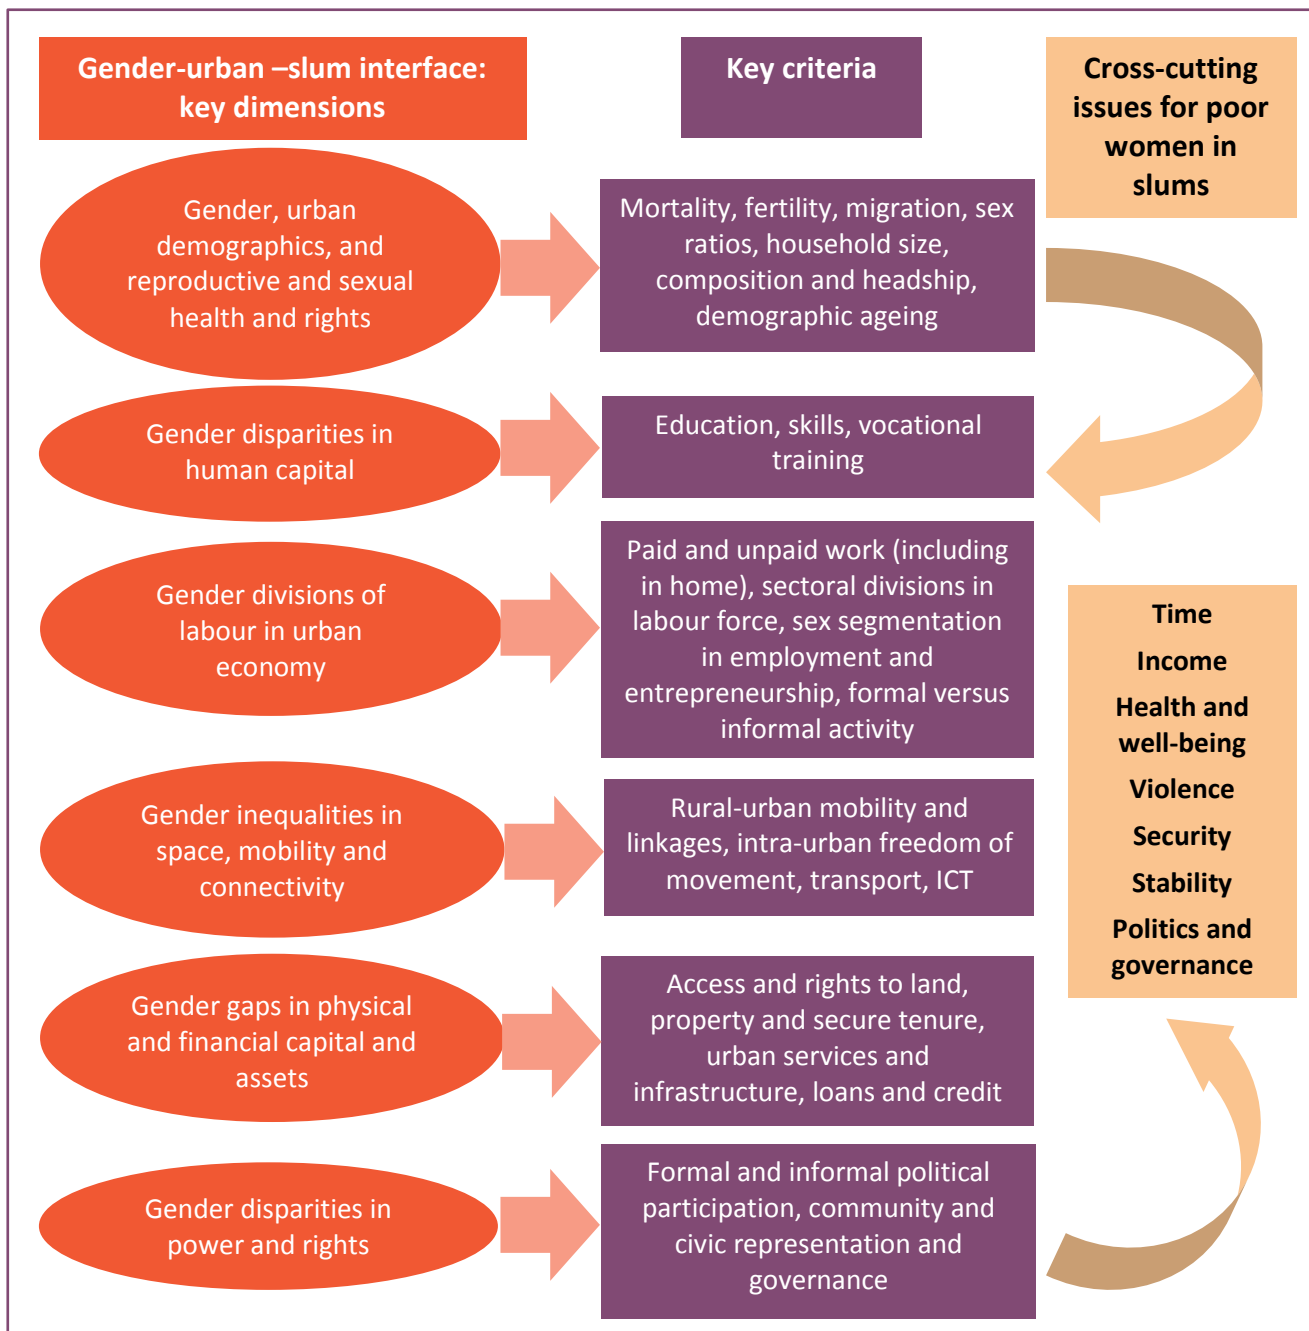 Gender-urban –slum interface:
key dimensions
Key criteria
Cross-cutting
issues for poor
women in
slums
Gender, urban
demographics, and
reproductive and sexual
health and rights
Mortality, fertility, migration, sex
ratios, household size,
composition and headship,
demographic ageing
Gender disparities in
human capital
Education, skills, vocational
training
Gender divisions of
labour in urban
economy
Paid and unpaid work (including
in home), sectoral divisions in
labour force, sex segmentation
in employment and
entrepreneurship, formal versus
informal activity
Gender inequalities in
space, mobility and
connectivity
Rural-urban mobility and
linkages, intra-urban freedom of
movement, transport, ICT
Gender gaps in physical
and financial capital and
assets
Access and rights to land,
property and secure tenure,
urban services and
infrastructure, loans and credit
Gender disparities in
power and rights
Formal and informal political
participation, community and
civic representation and
governance
Time
Income
Health and
well-being
Violence
Security
Stability
Politics and
governance